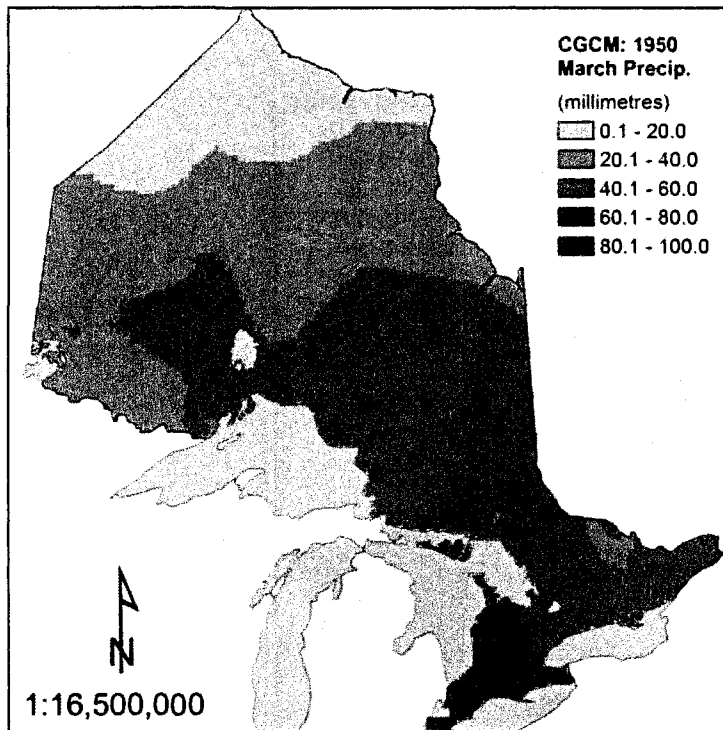 CGCM: 1950
March Precip.
(millimetres)
0.1 - 20.0
20.1 - 40.0
40.1 - 60.0
60.1 - 80.0
80.1 - 100.0
N
1:16,500,000